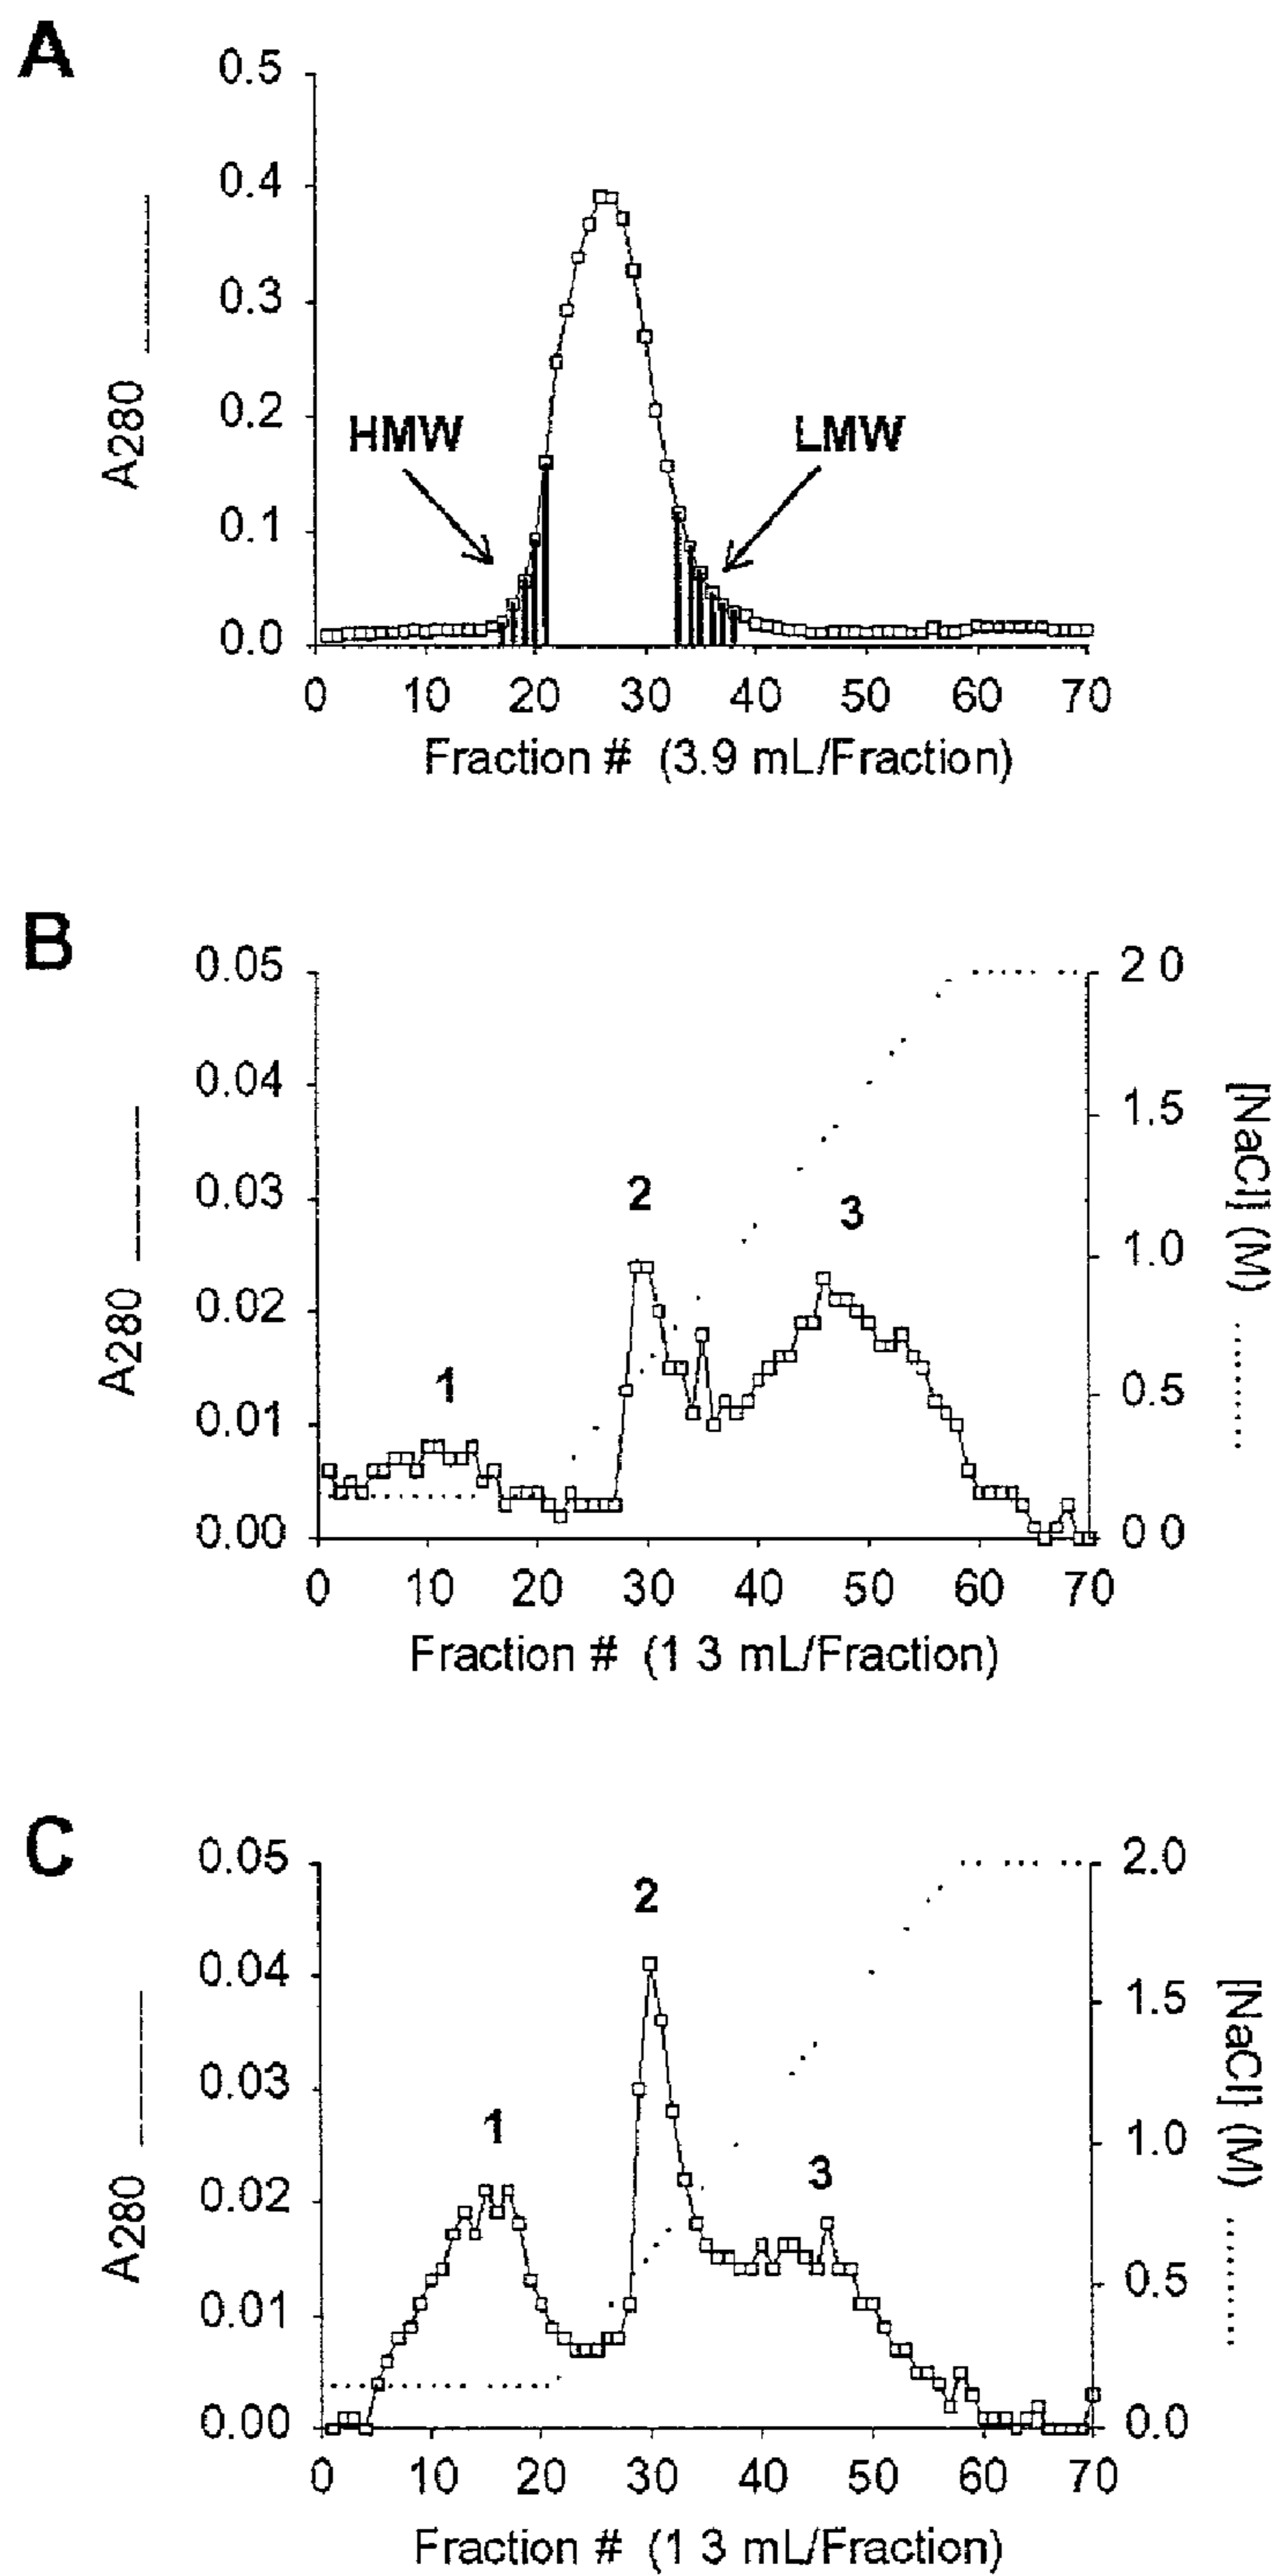 A
0.5
0.4
0.3
0.2
0.1
0.0
A280
HMW
LMW
0 10 20 30 40 50 60 70
Fraction # (3.9 mL/Fraction)
B
0.05
0.04
0.03
0.02
0.01
0.00
A280
1
2
3
2 0
1.5
1.0
0.5
0 0
[NaCl] (M)
0 10 20 30 40 50 60 70
Fraction # (1 3 mL/Fraction)
C
0.05
0.04
0.03
0.02
0.01
0.00
A280
1
2
3
2.0
1.5
1.0
0.5
0.0
[NaCl] (M)
0 10 20 30 40 50 60 70
Fraction # (1 3 mL/Fraction)